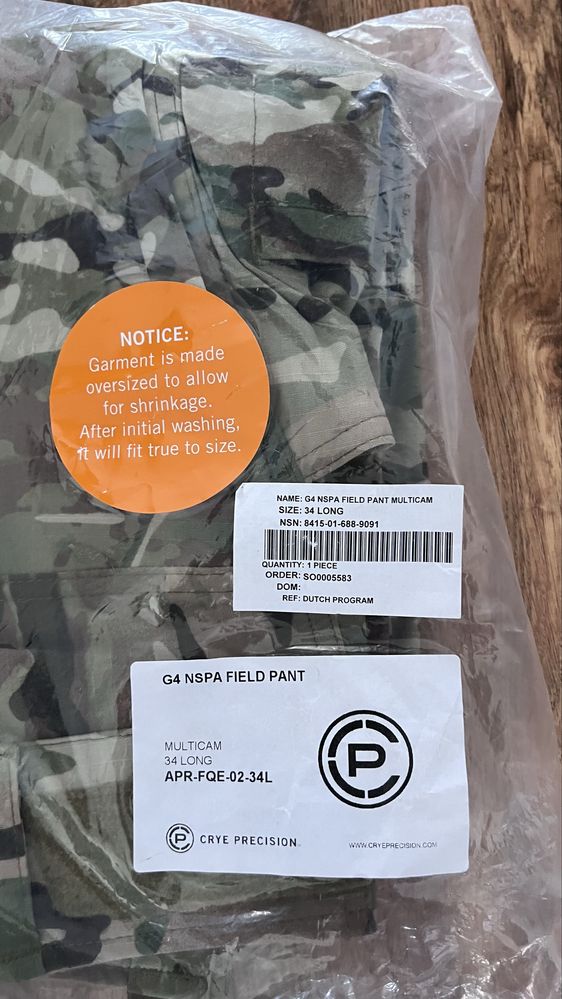 NOTICE:
Garment is made
oversized to allow
for shrinkage.
After initial washing,
it will fit true to size.
NAME: G4 NSPA FIELD PANT MULTICAM
SIZE: 34 LONG
NSN: 8415-01-688-9091
QUANTITY: 1 PIECE
ORDER: SO0005583
DOM:
REF: DUTCH PROGRAM
G4 NSPA FIELD PANT
MULTICAM
34 LONG
APR-FQE-02-34L
P
P CRYE PRECISION
WWW.CRYEPRECISION.COM